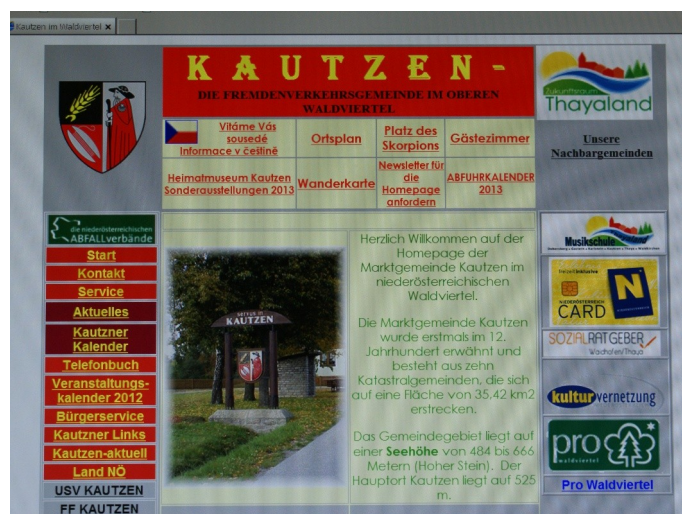 Kautzen im Waldviertel
KAUTZEN-
DIE FREMDENVERKEHRSGEMEINDE IM OBEREN
WALDVIERTEL
Zukunftsraum
Thayaland
Vítáme Vás
sousedé
Informace v češtině
Ortsplan
Platz des
Skorpions
Gästezimmer
Unsere
Nachbargemeinden
Heimatmuseum Kautzen
Sonderausstellungen 2013
Wanderkarte
Newsletter für
die
Homepage
anfordern
ABFUHRKALENDER
2013
die niederösterreichischen
ABFALLverbände
Start
Kontakt
Service
Aktuelles
Kautzner
Kalender
Telefonbuch
Veranstaltungs-
kalender 2012
Bürgerservice
Kautzner Links
Kautzen-aktuell
Land NÖ
USV KAUTZEN
FF KAUTZEN
KAUTZEN
Herzlich Willkommen auf der
Homepage der
Marktgemeinde Kautzen im
niederösterreichischen
Waldviertel.
Die Marktgemeinde Kautzen
wurde erstmals im 12.
Jahrhundert erwähnt und
besteht aus zehn
Katastralgemeinden, die sich
auf eine Fläche von 35,42 km2
erstrecken.
Das Gemeindegebiet liegt auf
einer Seehöhe von 484 bis 666
Metern (Hoher Stein). Der
Hauptort Kautzen liegt auf 525
m.
Musikschule
freizeitinklusive
NIEDERÖSTERREICH
CARD
N
SOZIALRATGEBER
Waidhofen/Thaya
kulturvernetzung
pro
waldviertel
Pro Waldviertel